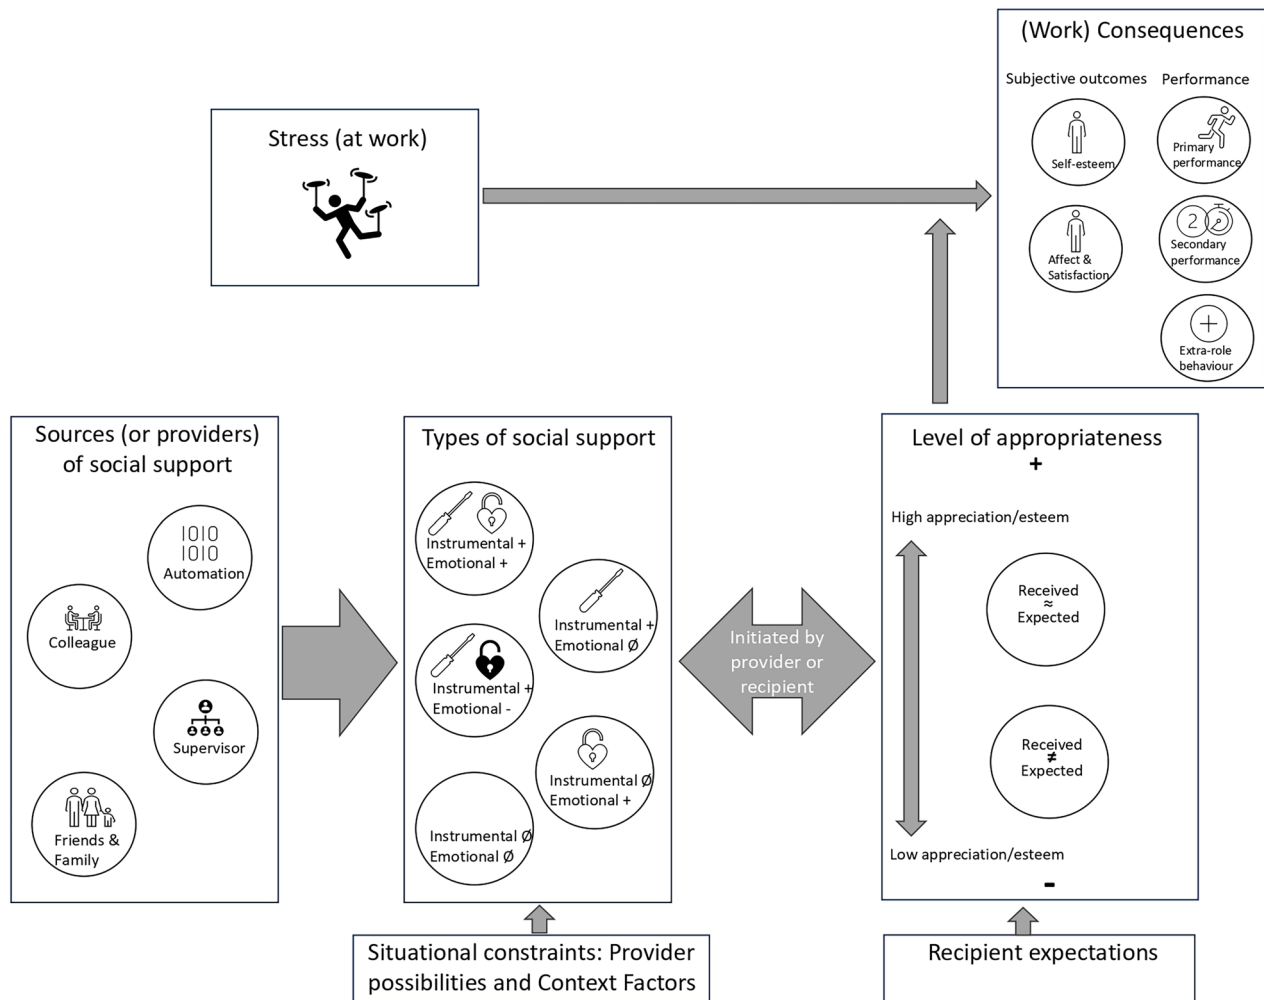 (Work) Consequences
Subjective outcomes
Performance
Self-esteem
Primary
performance
Affect &
Satisfaction
2
Secondary
performance
+
Extra-role
behaviour
Stress (at work)
Sources (or providers)
of social support
IOIO
IOIO
Automation
Colleague
Supervisor
Friends &
Family
Types of social support
Instrumental +
Emotional +
Instrumental +
Emotional Ø
Instrumental +
Emotional -
Instrumental Ø
Emotional +
Instrumental Ø
Emotional Ø
Initiated by
provider or
recipient
Level of appropriateness
+
High appreciation/esteem
Received
≈
Expected
Received
≠
Expected
Low appreciation/esteem
-
Situational constraints: Provider
possibilities and Context Factors
Recipient expectations